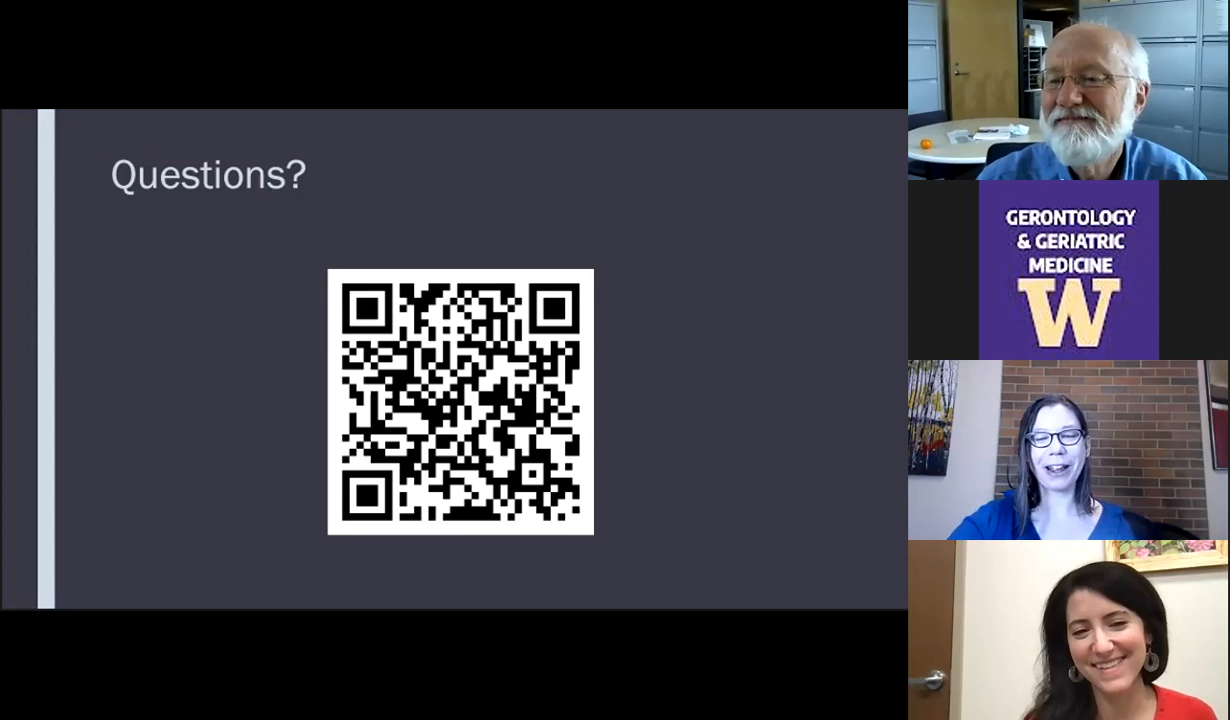 Questions?
GERONTOLOGY
& GERIATRIC
MEDICINE
W